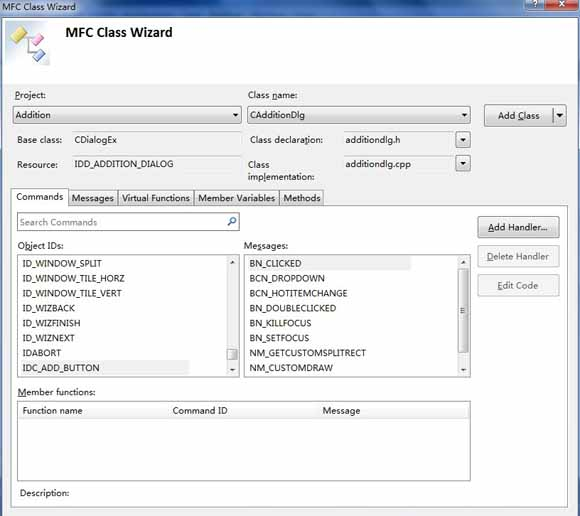 MFC Class Wizard
MFC Class Wizard
Project:
Class name:
Addition
CAdditionDlg
Add Class
Base class:
CDialogEx
Class declaration:
additiondlg.h
Resource:
IDD_ADDITION_DIALOG
Class
implementation:
additiondlg.cpp
Commands
Messages
Virtual Functions
Member Variables
Methods
Search Commands
Add Handler...
Object IDs:
Messages:
Delete Handler
Edit Code
ID_WINDOW_SPLIT
ID_WINDOW_TILE_HORZ
ID_WINDOW_TILE_VERT
ID_WIZBACK
ID_WIZFINISH
ID_WIZNEXT
IDABORT
IDC_ADD_BUTTON
BN_CLICKED
BCN_DROPDOWN
BCN_HOTITEMCHANGE
BN_DOUBLECLICKED
BN_KILLFOCUS
BN_SETFOCUS
NM_GETCUSTOMSPLITRECT
NM_CUSTOMDRAW
Member functions:
Function name
Command ID
Message
Description: